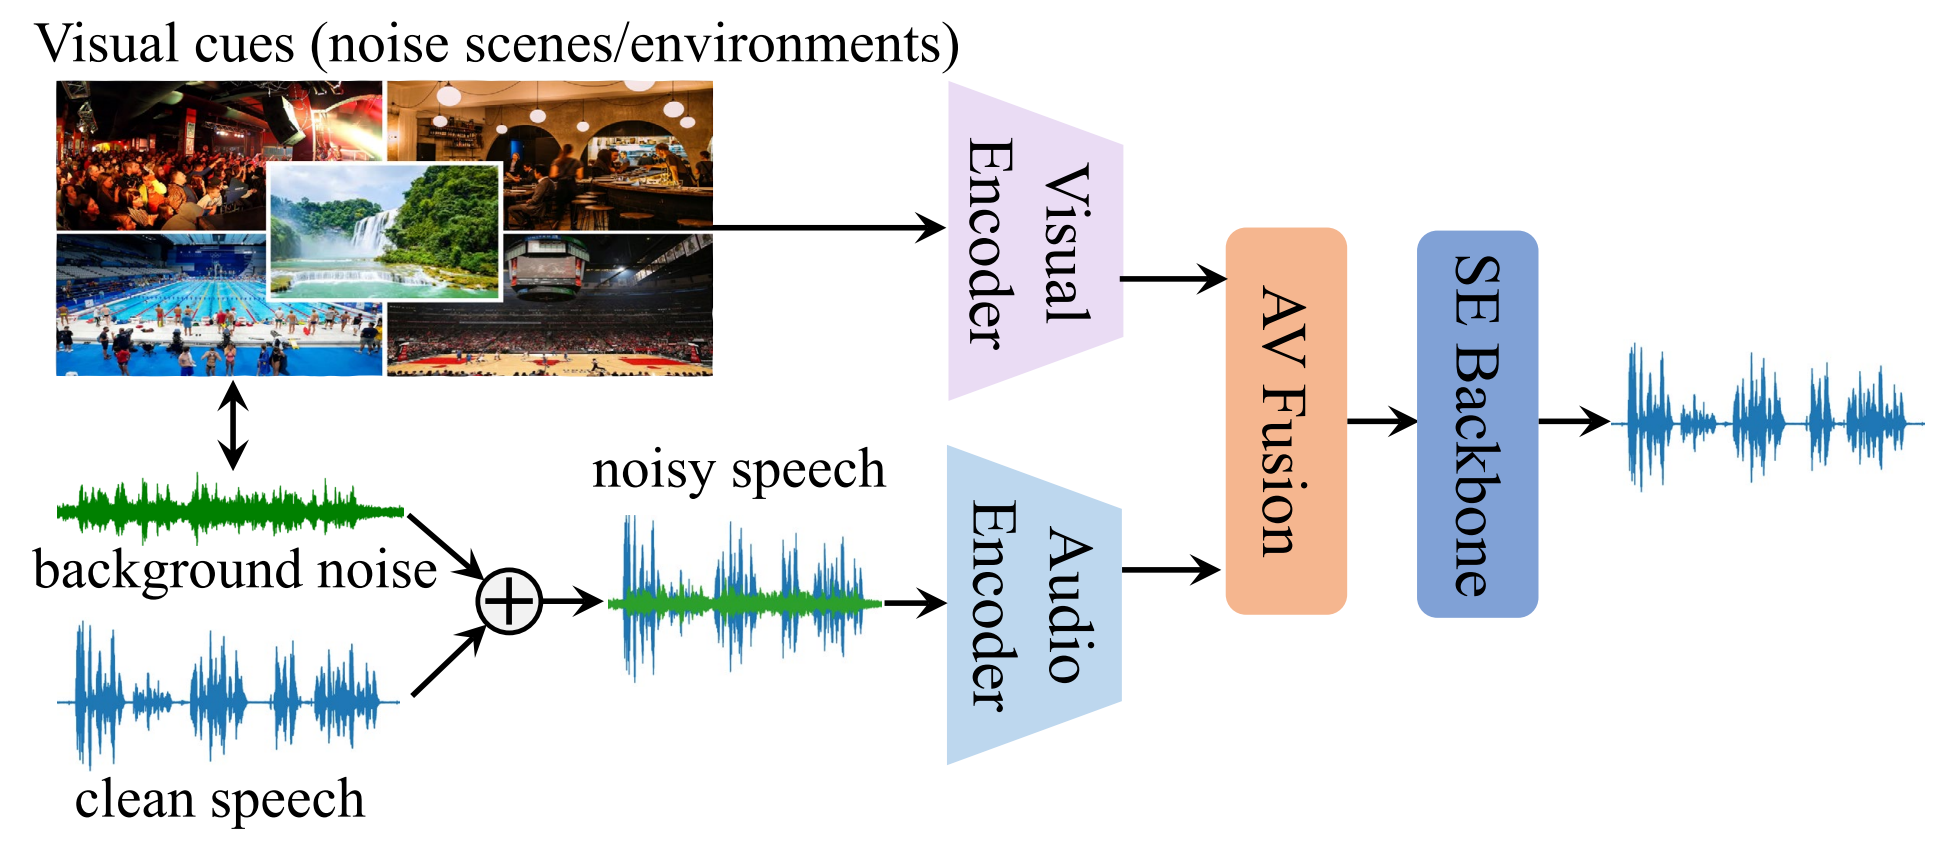 Visual cues (noise scenes/environments)
Visual
Encoder
AV Fusion
SE Backbone
noisy speech
background noise
Audio
Encoder
clean speech